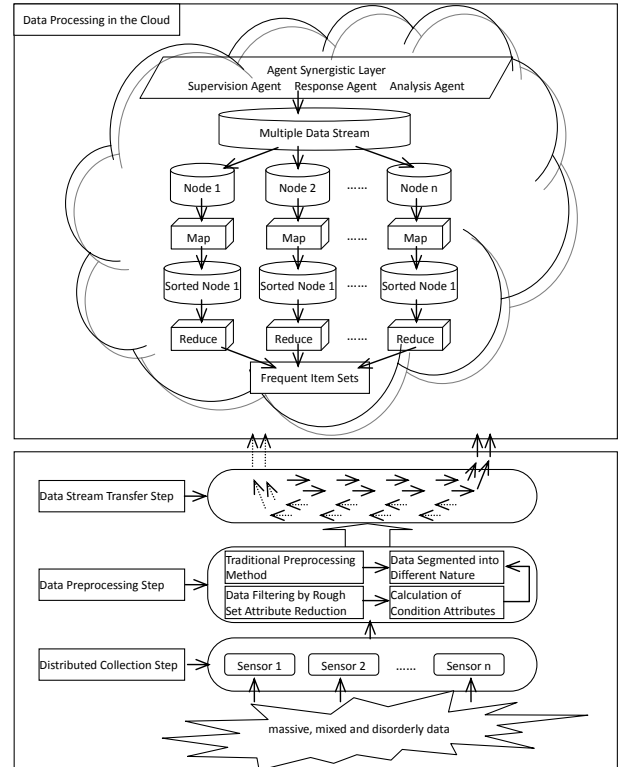 Data Processing in the Cloud
Agent Synergistic Layer
Supervision Agent Response Agent Analysis Agent
Multiple Data Stream
Node 1 Node 2 ...... Node n
Map Map ...... Map
Sorted Node 1 Sorted Node 1 ...... Sorted Node 1
Reduce Reduce ...... Reduce
Frequent Item Sets
Data Stream Transfer Step
Data Preprocessing Step
Traditional Preprocessing
Method
Data Segmented into
Different Nature
Data Filtering by Rough
Set Attribute Reduction
Calculation of
Condition Attributes
Distributed Collection Step
Sensor 1 Sensor 2 ...... Sensor n
massive, mixed and disorderly data